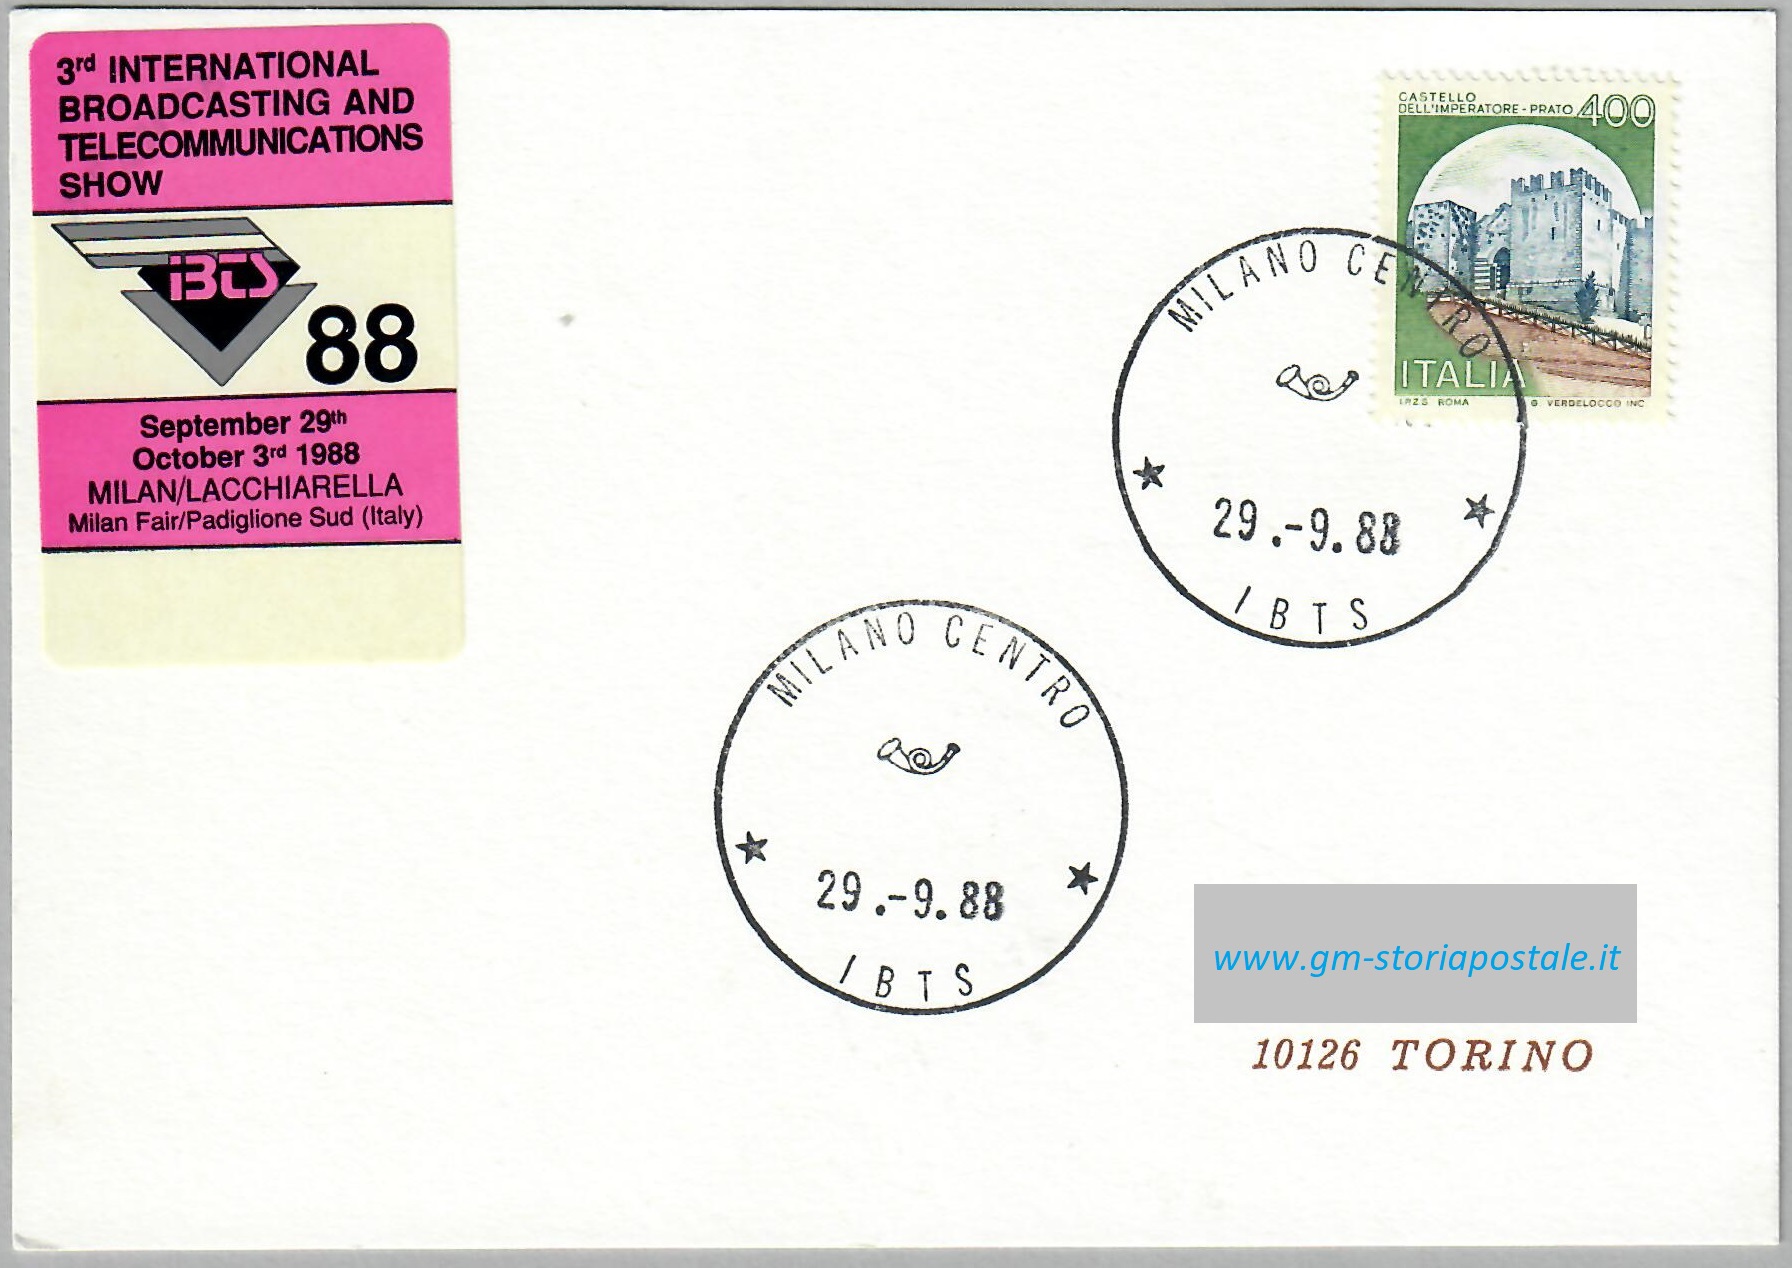 3rd INTERNATIONAL
BROADCASTING AND
TELECOMMUNICATIONS
SHOW
IBTS
88
September 29th
October 3rd 1988
MILAN/LACCHIARELLA
Milan Fair/Padiglione Sud (Italy)
CASTELLO
DELL'IMPERATORE - PRATO 400
ITALIA
I.P.Z.S. ROMA G. VERDELOCCO INC
MILANO CENTRO
29.-9.88
IBTS
MILANO CENTRO
29.-9.88
IBTS
www.gm-storiapostale.it
10126 TORINO